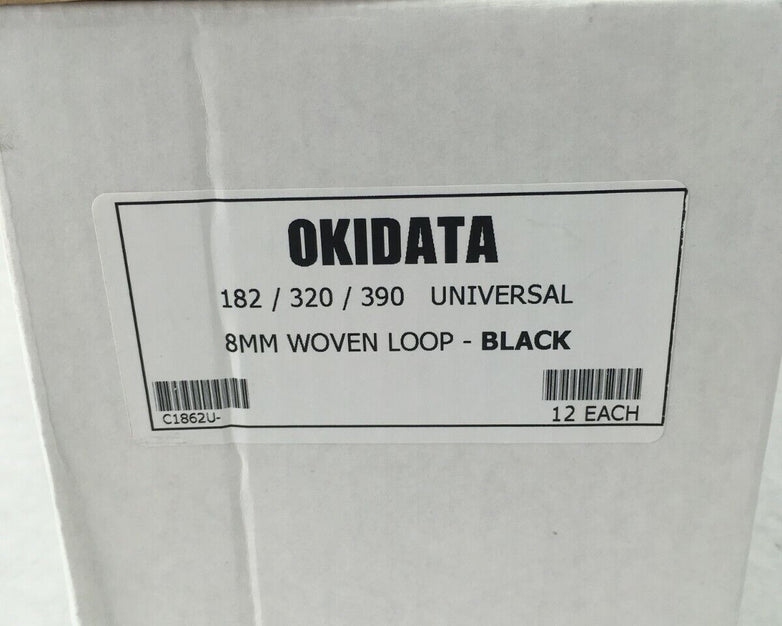 OKIDATA
182 / 320 / 390 UNIVERSAL
8MM WOVEN LOOP - BLACK
C1862U-
12 EACH